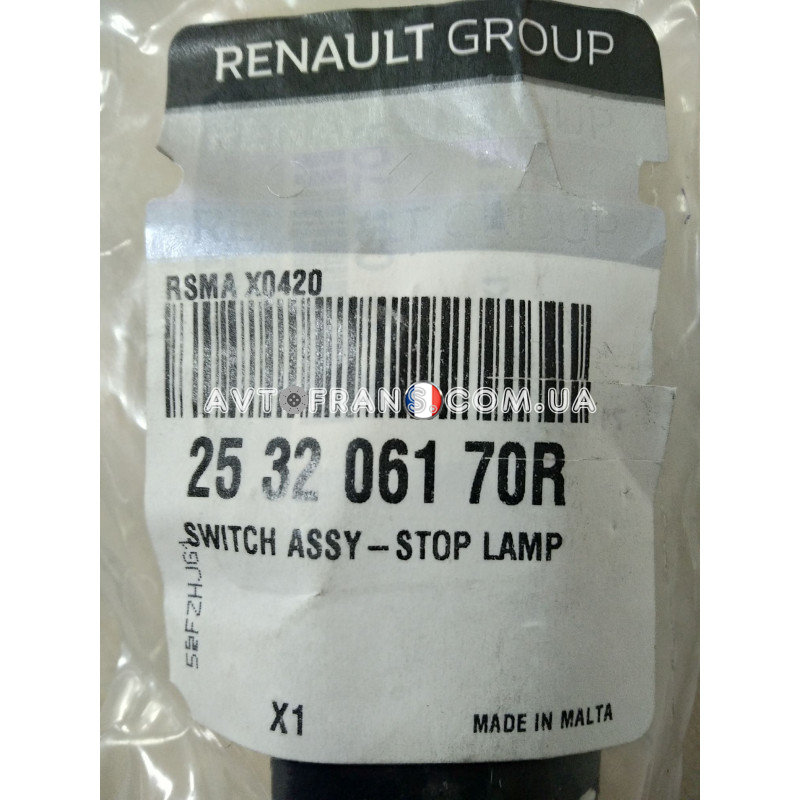 RENAULT GROUP
RSMA X0420
AVTOFRANS.COM.UA
25 32 061 70R
SWITCH ASSY – STOP LAMP
X1
MADE IN MALTA